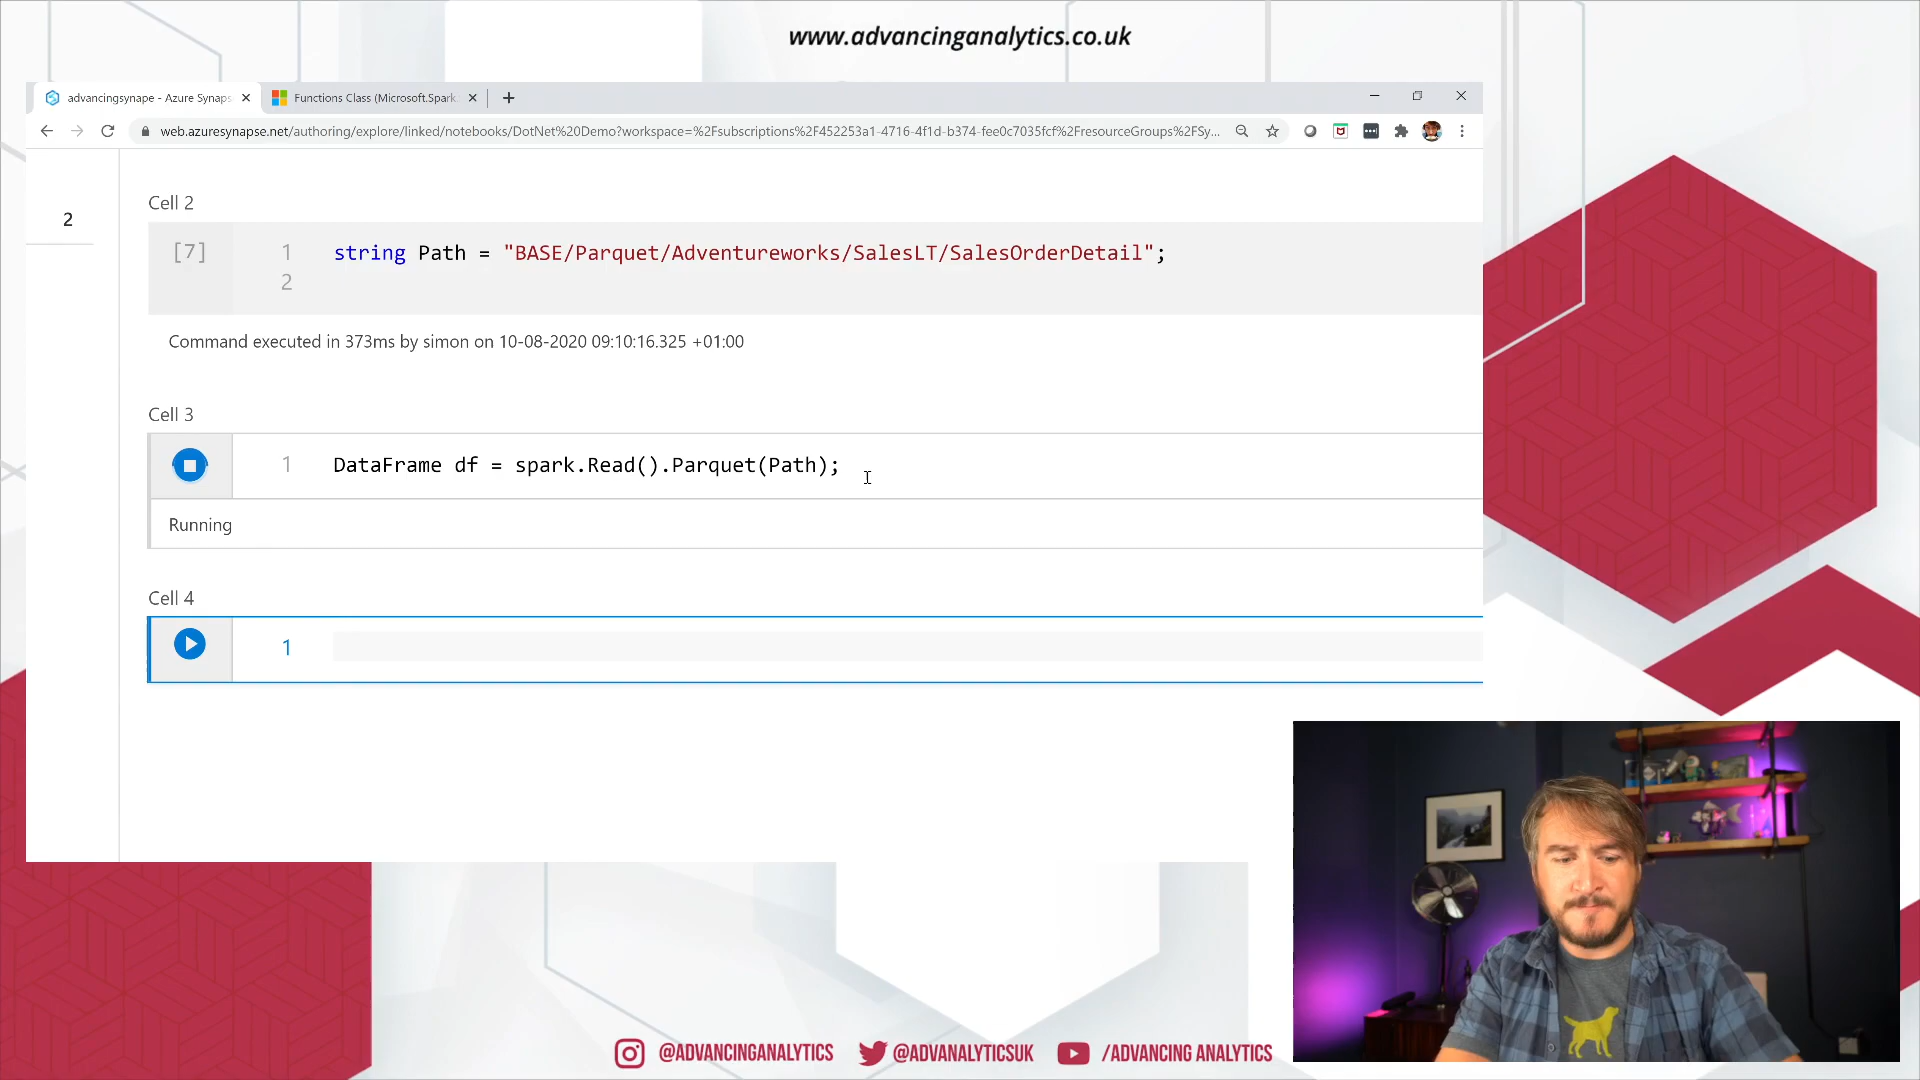 www.advancinganalytics.co.uk
advancingsynape - Azure Synaps
Functions Class (Microsoft.Spark.
web.azuresynapse.net/authoring/explore/linked/notebooks/DotNet%20Demo?workspace=%2Fsubscriptions%2F452253a1-4716-4f1d-b374-fee0c7035fcf%2FresourceGroups%2FSy...
2
Cell 2
[7]
1 string Path = "BASE/Parquet/Adventureworks/SalesLT/SalesOrderDetail";
2
Command executed in 373ms by simon on 10-08-2020 09:10:16.325 +01:00
Cell 3
1 DataFrame df = spark.Read().Parquet(Path);
Running
Cell 4
1
@ADVANCINGANALYTICS @ADVANALYTICSUK /ADVANCING ANALYTICS